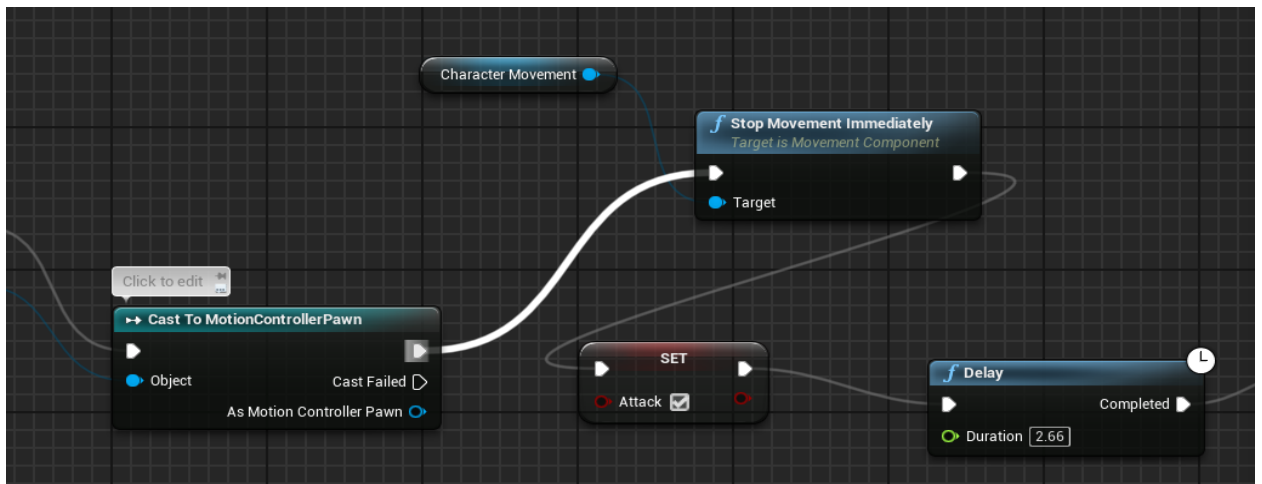 Character Movement
f Stop Movement Immediately
Target is Movement Component
Target
Click to edit
Cast To MotionControllerPawn
Object Cast Failed
As Motion Controller Pawn
SET
Attack
f Delay
Completed
Duration 2.66